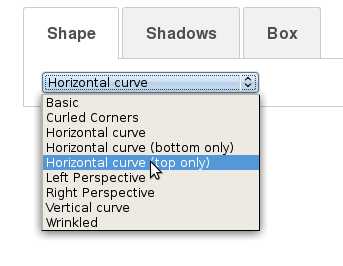 Shape Shadows Box
Horizontal curve
Basic
Curled Corners
Horizontal curve
Horizontal curve (bottom only)
Horizontal curve (top only)
Left Perspective
Right Perspective
Vertical curve
Wrinkled